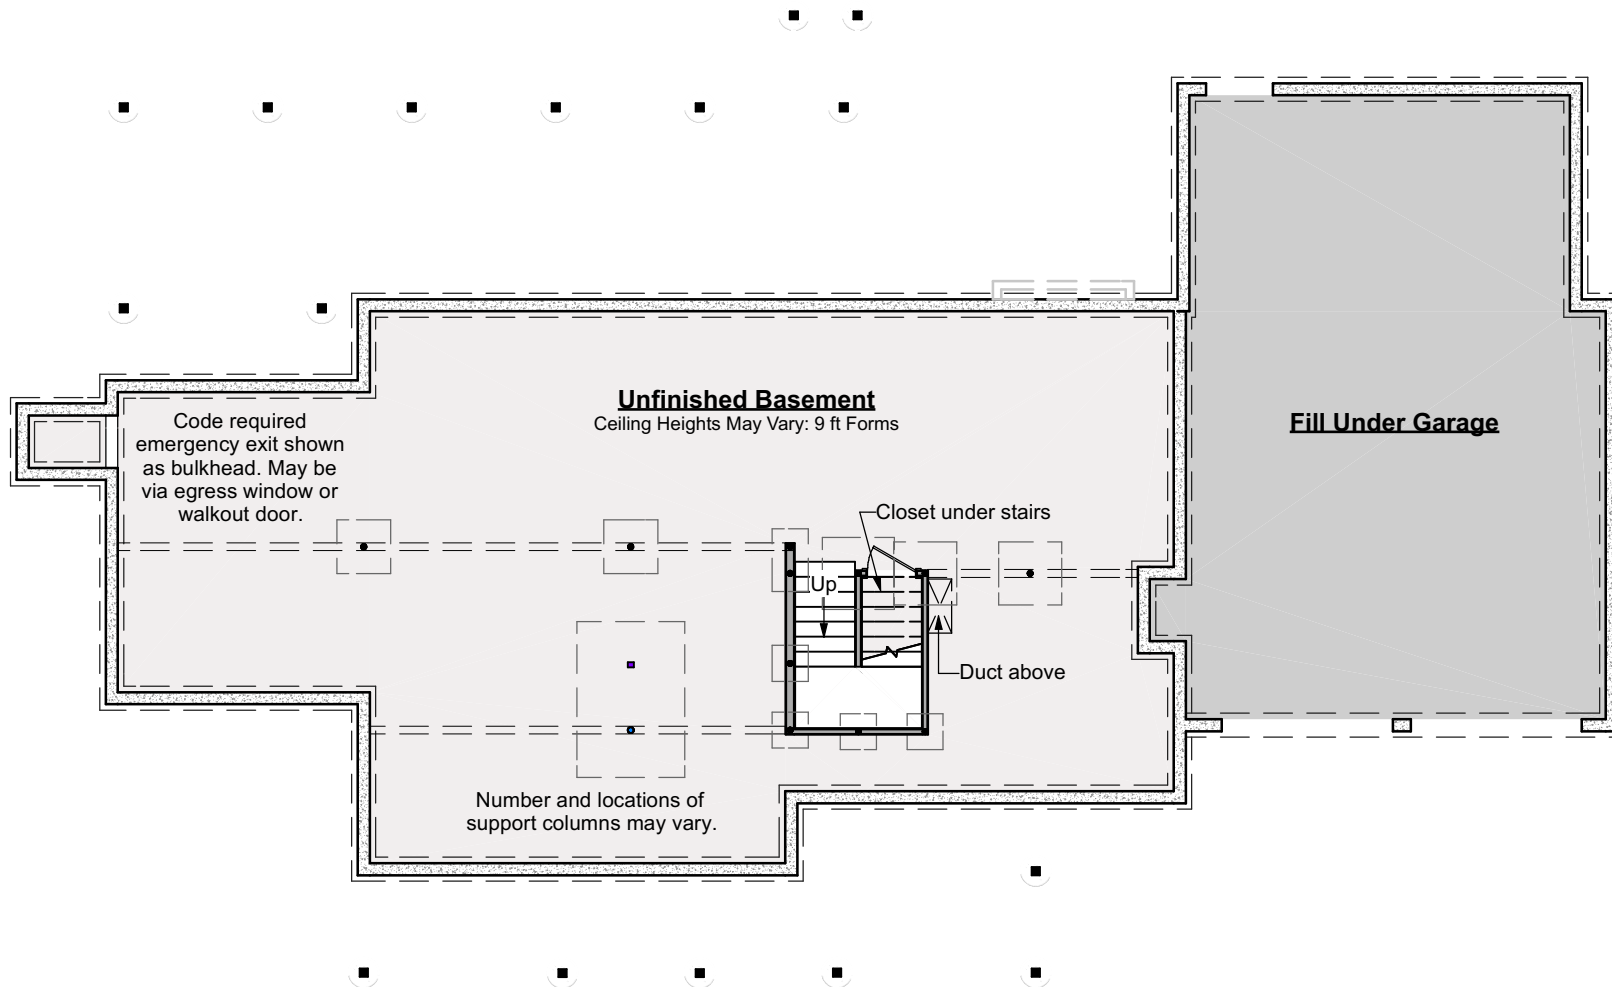 Unfinished Basement
Ceiling Heights May Vary: 9 ft Forms
Code required
emergency exit shown
as bulkhead. May be
via egress window or
walkout door.
Fill Under Garage
Closet under stairs
Up
Duct above
Number and locations of
support columns may vary.